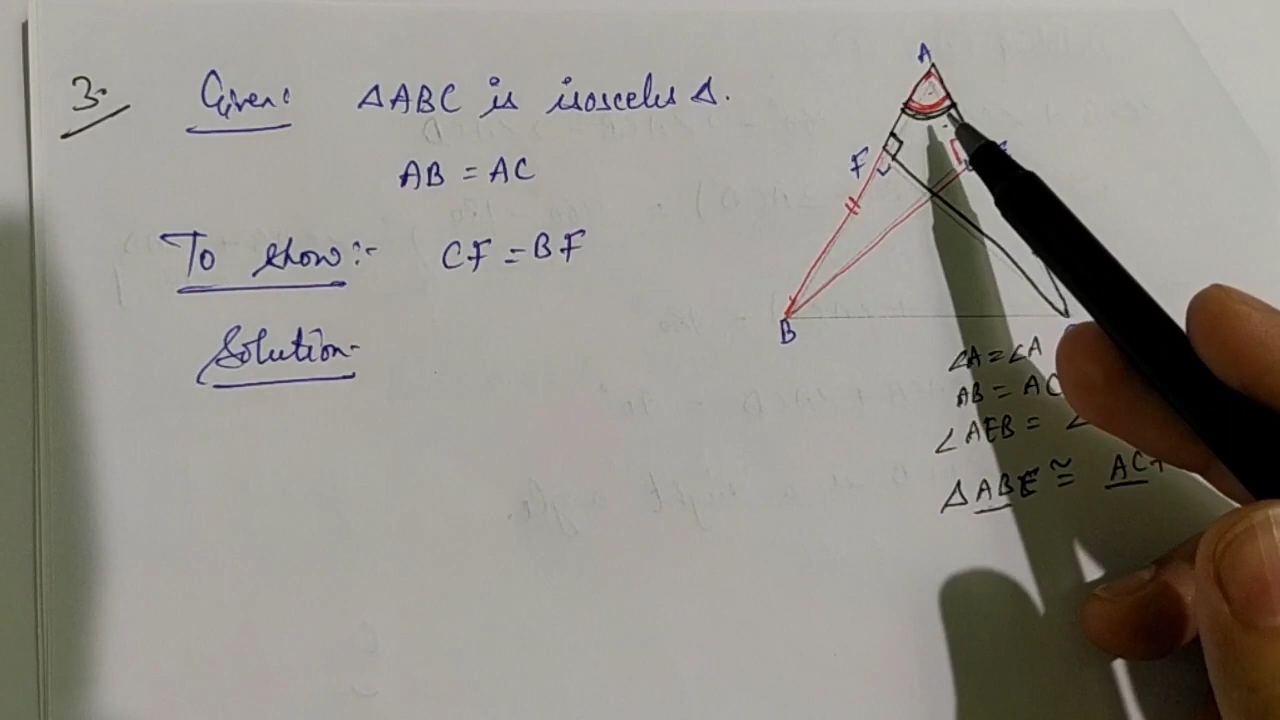 3.
Given: ΔABC is isosceles Δ.
AB = AC
To show:- CF = BF
Solution-
A
F
B
∠A = ∠A
AB = AC
∠AEB = ∠
ΔABE ≅ AC